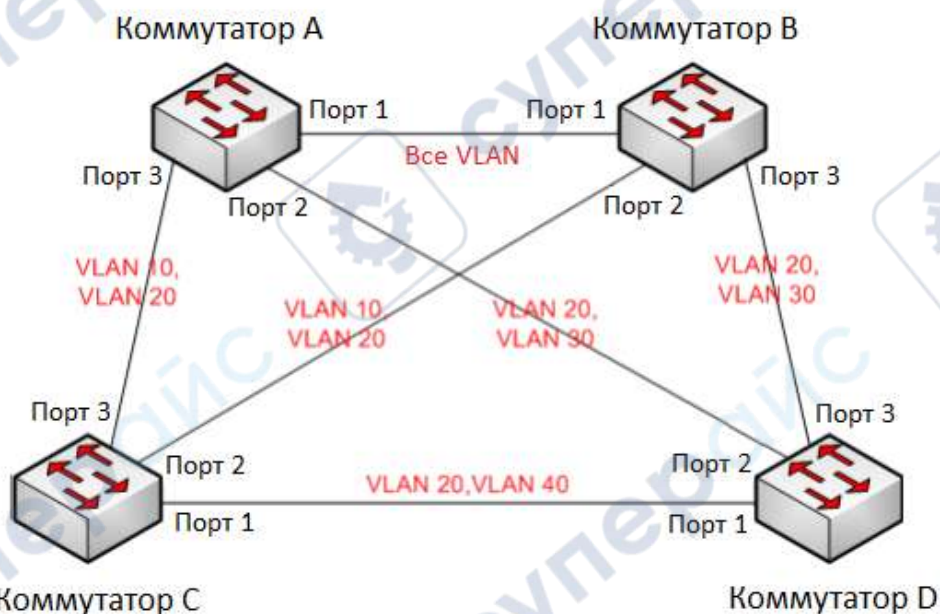 Коммутатор A
Коммутатор B
Порт 1
Порт 1
Все VLAN
Порт 3
Порт 2
Порт 2
Порт 3
VLAN 10,
VLAN 20
VLAN 10,
VLAN 20
VLAN 20,
VLAN 30
VLAN 20,
VLAN 30
Порт 3
Порт 2
Порт 1
VLAN 20,VLAN 40
Порт 3
Порт 2
Порт 1
Коммутатор C
Коммутатор D